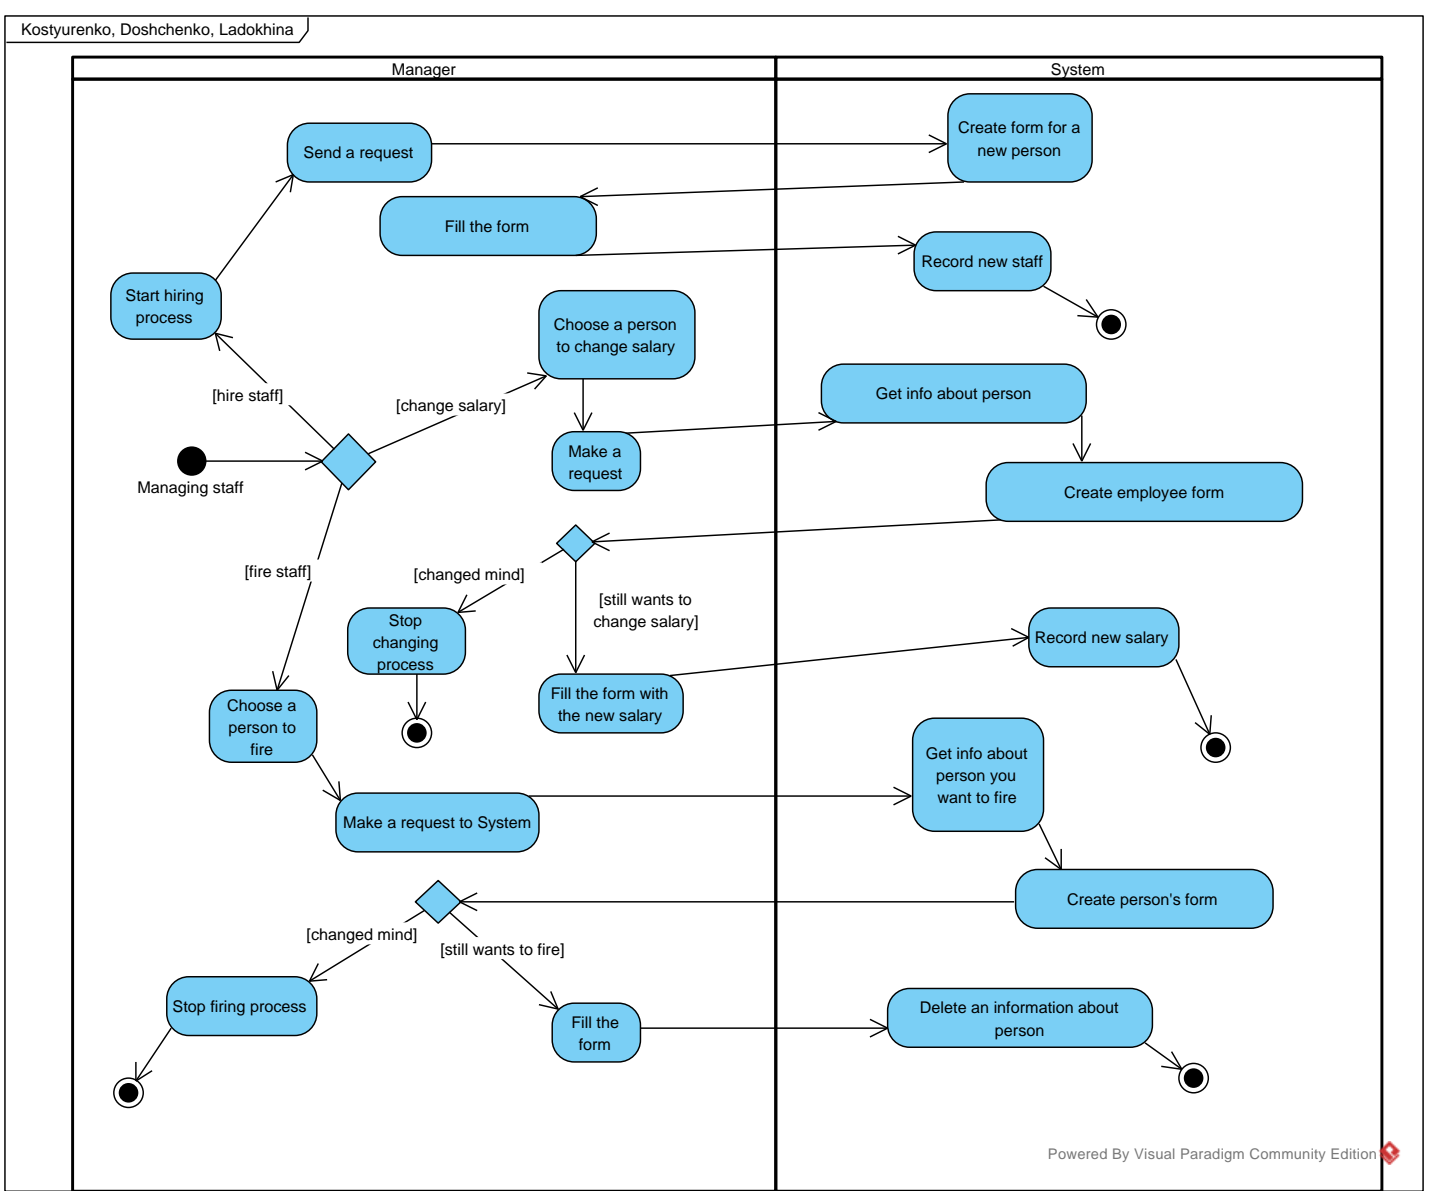 Kostyurenko, Doshchenko, Ladokhina
Manager
System
Send a request
Create form for a
new person
Fill the form
Record new staff
Start hiring
process
Choose a person
to change salary
[hire staff]
[change salary]
Get info about person
Make a
request
Managing staff
Create employee form
[fire staff]
[changed mind]
[still wants to
change salary]
Stop
changing
process
Record new salary
Fill the form with
the new salary
Choose a
person to
fire
Get info about
person you
want to fire
Make a request to System
Create person's form
[changed mind]
[still wants to fire]
Stop firing process
Fill the
form
Delete an information about
person
Powered By Visual Paradigm Community Edition